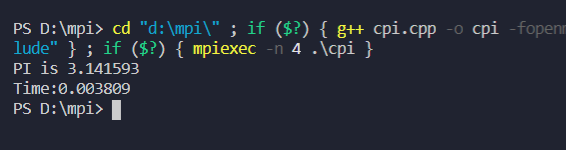 PS D:\mpi> cd "d:\mpi\" ; if ($?) { g++ cpi.cpp -o cpi
lude" } ; if ($?) { mpiexec -n 4 .\cpi }
PI is 3.141593
Time:0.003809
PS D:\mpi>